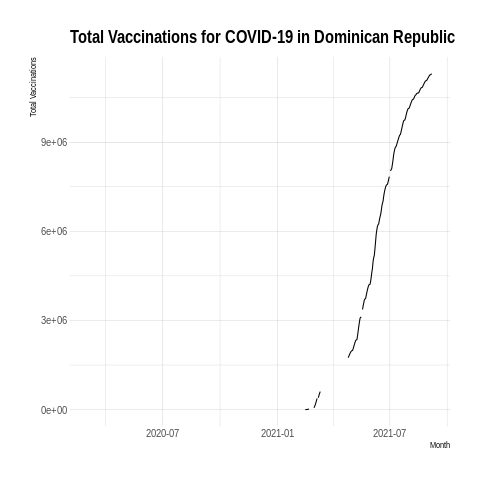 Total Vaccinations for COVID-19 in Dominican Republic
Total Vaccinations
9e+06
6e+06
3e+06
0e+00
2020-07
2021-01
2021-07
Month